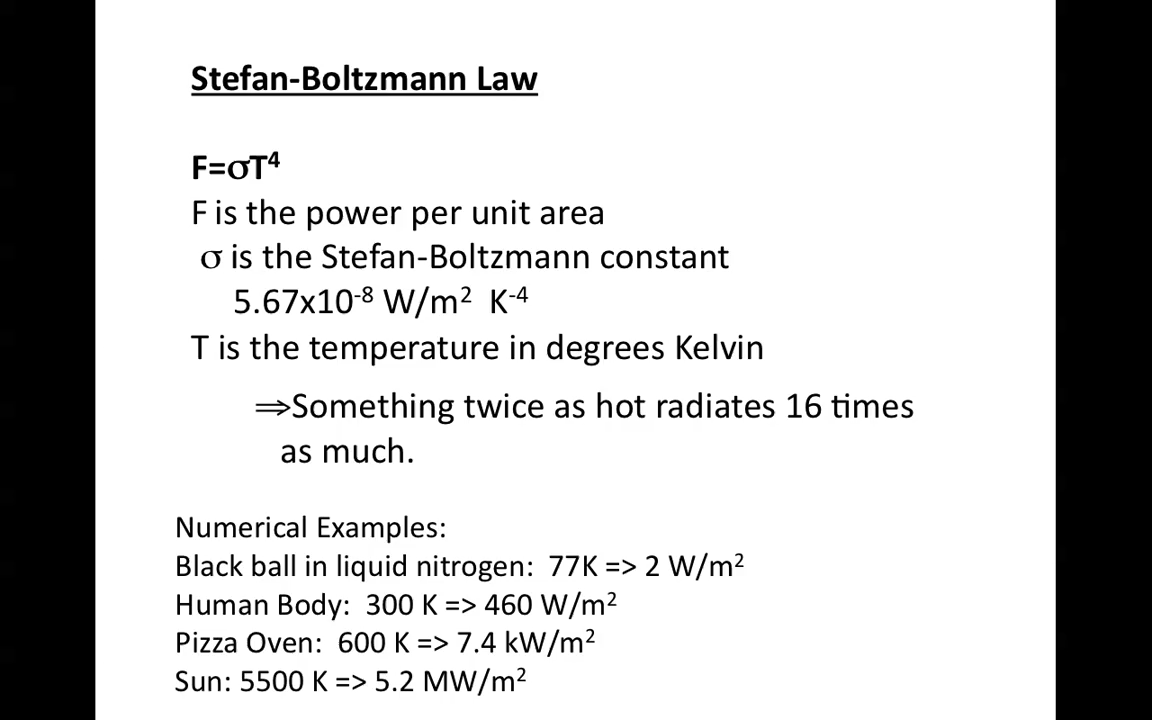 Stefan-Boltzmann Law
F=σT⁴
F is the power per unit area
σ is the Stefan-Boltzmann constant
5.67x10⁻⁸ W/m² K⁻⁴
T is the temperature in degrees Kelvin
⇒Something twice as hot radiates 16 times
as much.
Numerical Examples:
Black ball in liquid nitrogen: 77K => 2 W/m²
Human Body: 300 K => 460 W/m²
Pizza Oven: 600 K => 7.4 kW/m²
Sun: 5500 K => 5.2 MW/m²